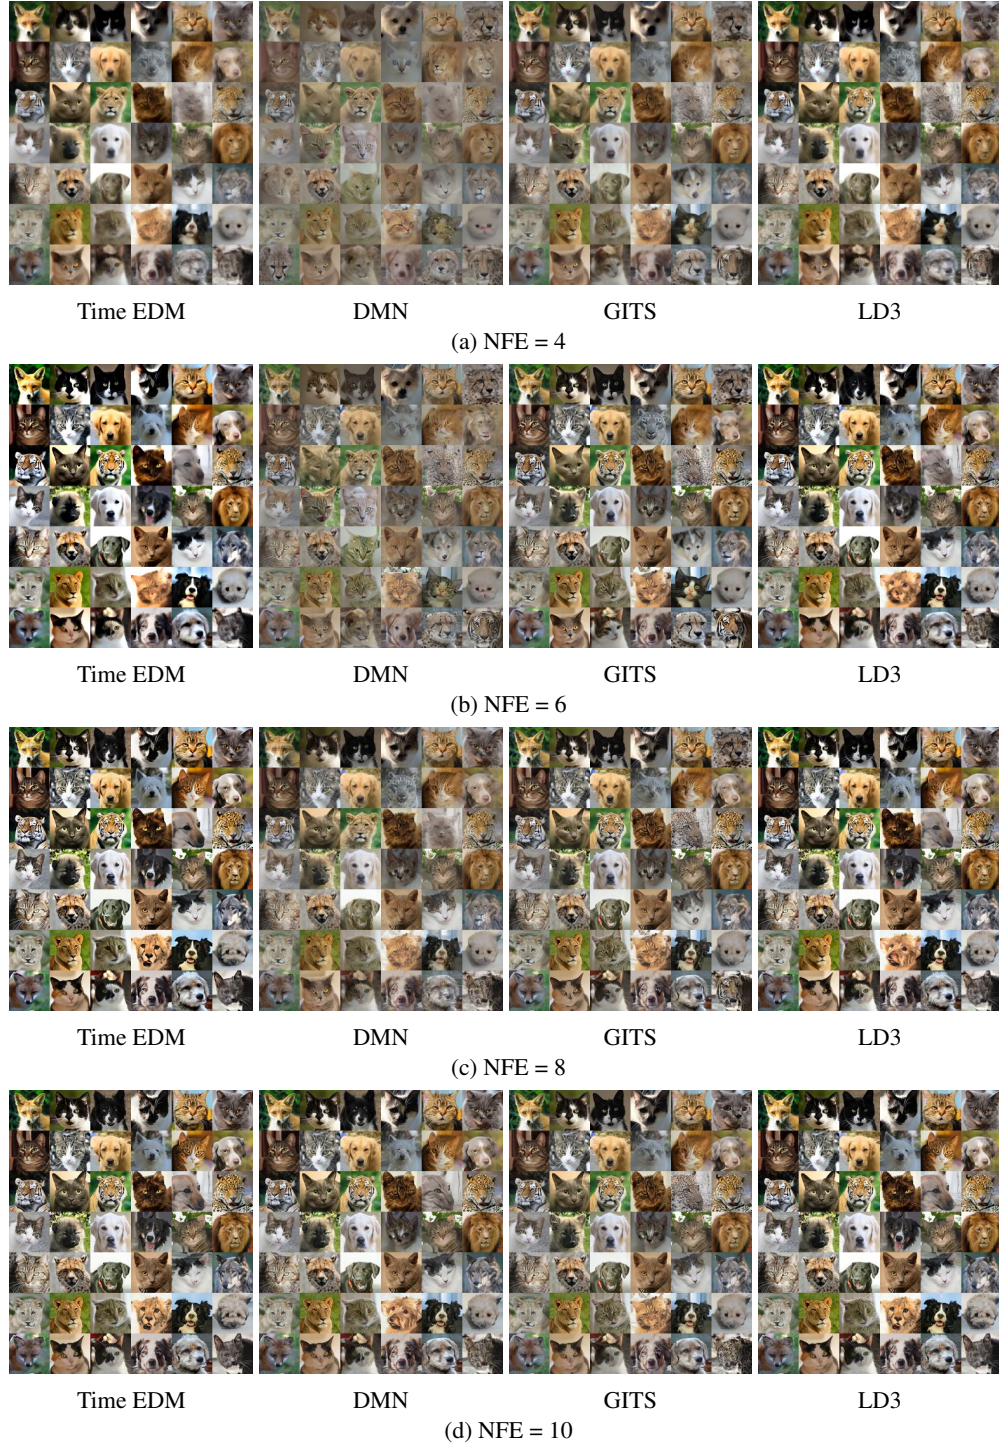 Time EDM DMN GITS LD3
(a) NFE = 4
Time EDM DMN GITS LD3
(b) NFE = 6
Time EDM DMN GITS LD3
(c) NFE = 8
Time EDM DMN GITS LD3
(d) NFE = 10